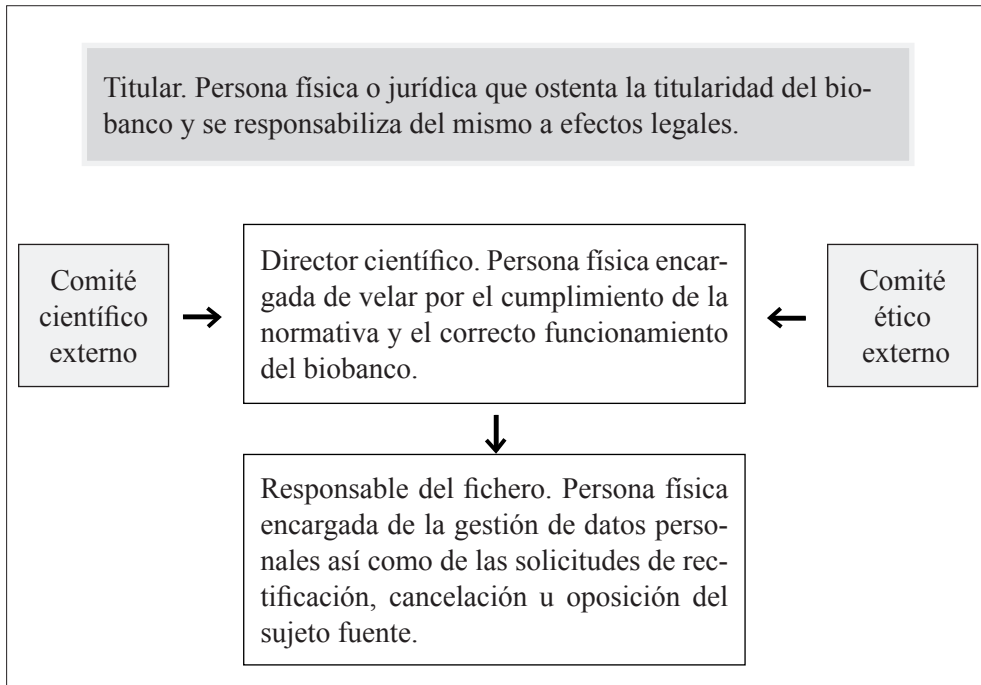 Titular. Persona física o jurídica que ostenta la titularidad del bio-
banco y se responsabiliza del mismo a efectos legales.
Comité
científico
externo
Director científico. Persona física encar-
gada de velar por el cumplimiento de la
normativa y el correcto funcionamiento
del biobanco.
Comité
ético
externo
Responsable del fichero. Persona física
encargada de la gestión de datos perso-
nales así como de las solicitudes de rec-
tificación, cancelación u oposición del
sujeto fuente.